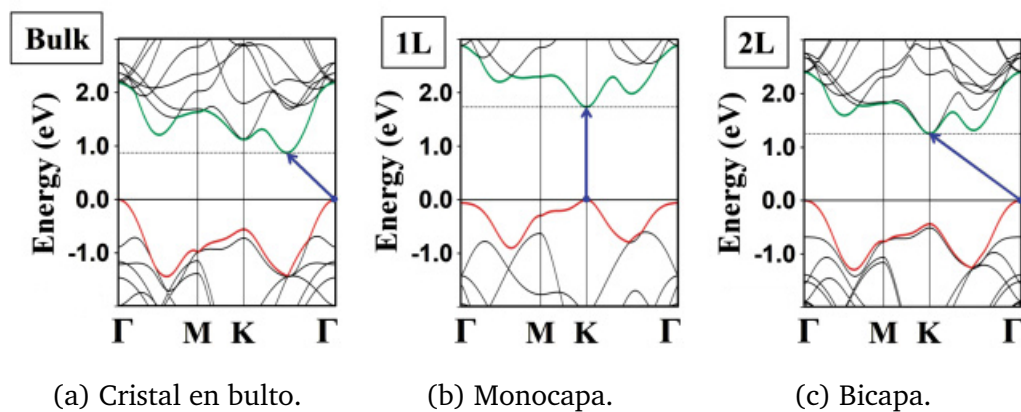 Bulk
Energy (eV)
2.0
1.0
0.0
-1.0
Γ M K Γ
(a) Cristal en bulto.
1L
Energy (eV)
2.0
1.0
0.0
-1.0
Γ M K Γ
(b) Monocapa.
2L
Energy (eV)
2.0
1.0
0.0
-1.0
Γ M K Γ
(c) Bicapa.